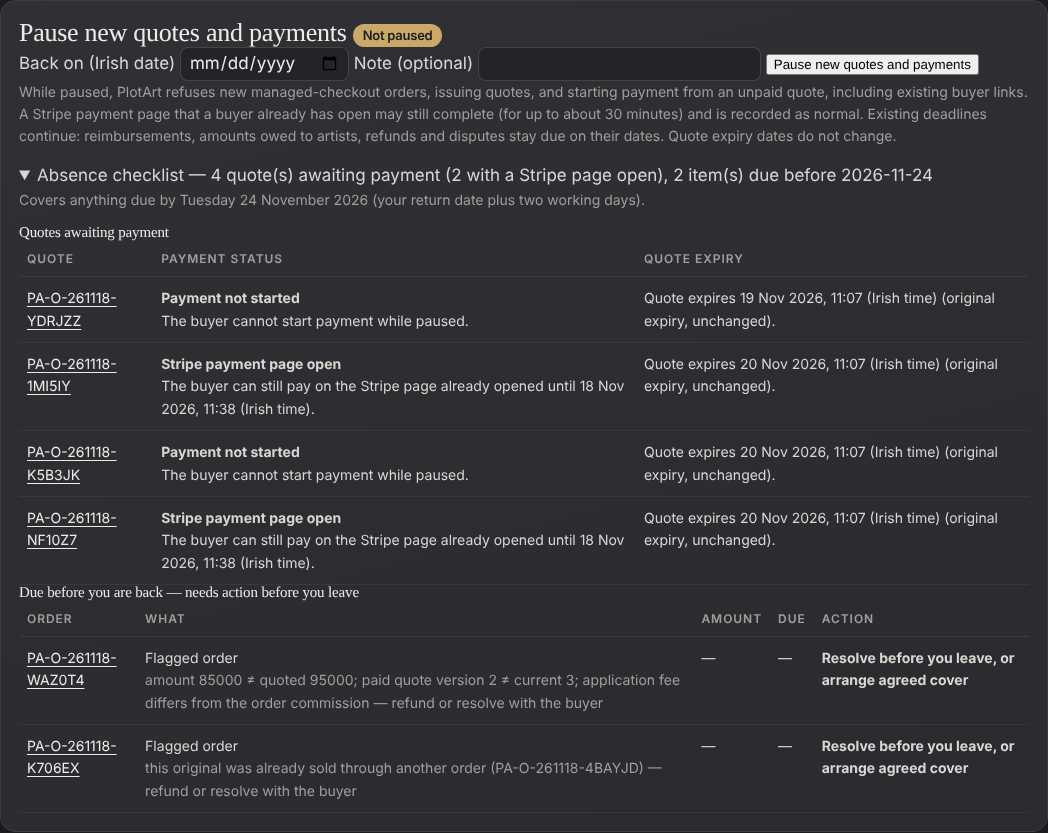 Pause new quotes and payments Not paused
Back on (Irish date) mm/dd/yyyy Note (optional) Pause new quotes and payments
While paused, PlotArt refuses new managed-checkout orders, issuing quotes, and starting payment from an unpaid quote, including existing buyer links.
A Stripe payment page that a buyer already has open may still complete (for up to about 30 minutes) and is recorded as normal. Existing deadlines
continue: reimbursements, amounts owed to artists, refunds and disputes stay due on their dates. Quote expiry dates do not change.
▼ Absence checklist — 4 quote(s) awaiting payment (2 with a Stripe page open), 2 item(s) due before 2026-11-24
Covers anything due by Tuesday 24 November 2026 (your return date plus two working days).
Quotes awaiting payment
QUOTE PAYMENT STATUS QUOTE EXPIRY
PA-O-261118- Payment not started Quote expires 19 Nov 2026, 11:07 (Irish time) (original
YDRJZZ The buyer cannot start payment while paused. expiry, unchanged).
PA-O-261118- Stripe payment page open Quote expires 20 Nov 2026, 11:07 (Irish time) (original
1MI5IY The buyer can still pay on the Stripe page already opened until 18 Nov expiry, unchanged).
2026, 11:38 (Irish time).
PA-O-261118- Payment not started Quote expires 20 Nov 2026, 11:07 (Irish time) (original
K5B3JK The buyer cannot start payment while paused. expiry, unchanged).
PA-O-261118- Stripe payment page open Quote expires 20 Nov 2026, 11:07 (Irish time) (original
NF10Z7 The buyer can still pay on the Stripe page already opened until 18 Nov expiry, unchanged).
2026, 11:38 (Irish time).
Due before you are back — needs action before you leave
ORDER WHAT AMOUNT DUE ACTION
PA-O-261118- Flagged order — — Resolve before you leave, or
WAZ0T4 amount 85000 ≠ quoted 95000; paid quote version 2 ≠ current 3; application fee arrange agreed cover
differs from the order commission — refund or resolve with the buyer
PA-O-261118- Flagged order — — Resolve before you leave, or
K706EX this original was already sold through another order (PA-O-261118-4BAYJD) — arrange agreed cover
refund or resolve with the buyer